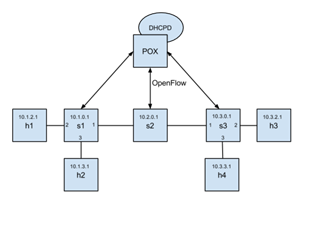 DHCPD
POX
OpenFlow
10.1.2.1
h1
10.1.0.1
2 s1 1
3
10.2.0.1
s2
10.3.0.1
1 s3 2
3
10.3.2.1
h3
10.1.3.1
h2
10.3.3.1
h4